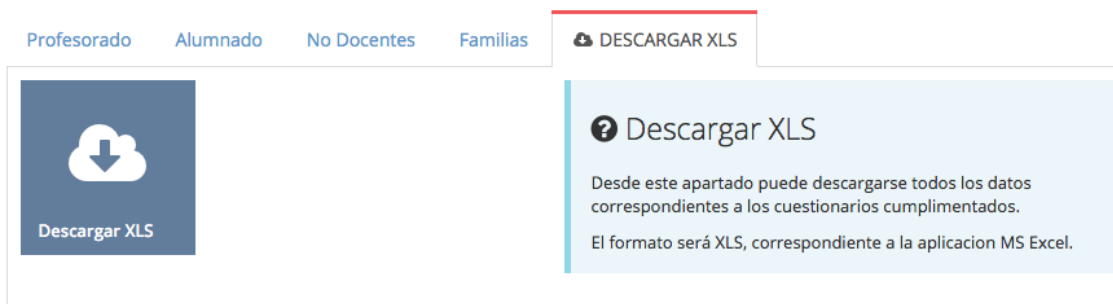 Profesorado Alumnado No Docentes Familias DESCARGAR XLS
Descargar XLS
Descargar XLS
Desde este apartado puede descargarse todos los datos
correspondientes a los cuestionarios cumplimentados.
El formato será XLS, correspondiente a la aplicacion MS Excel.